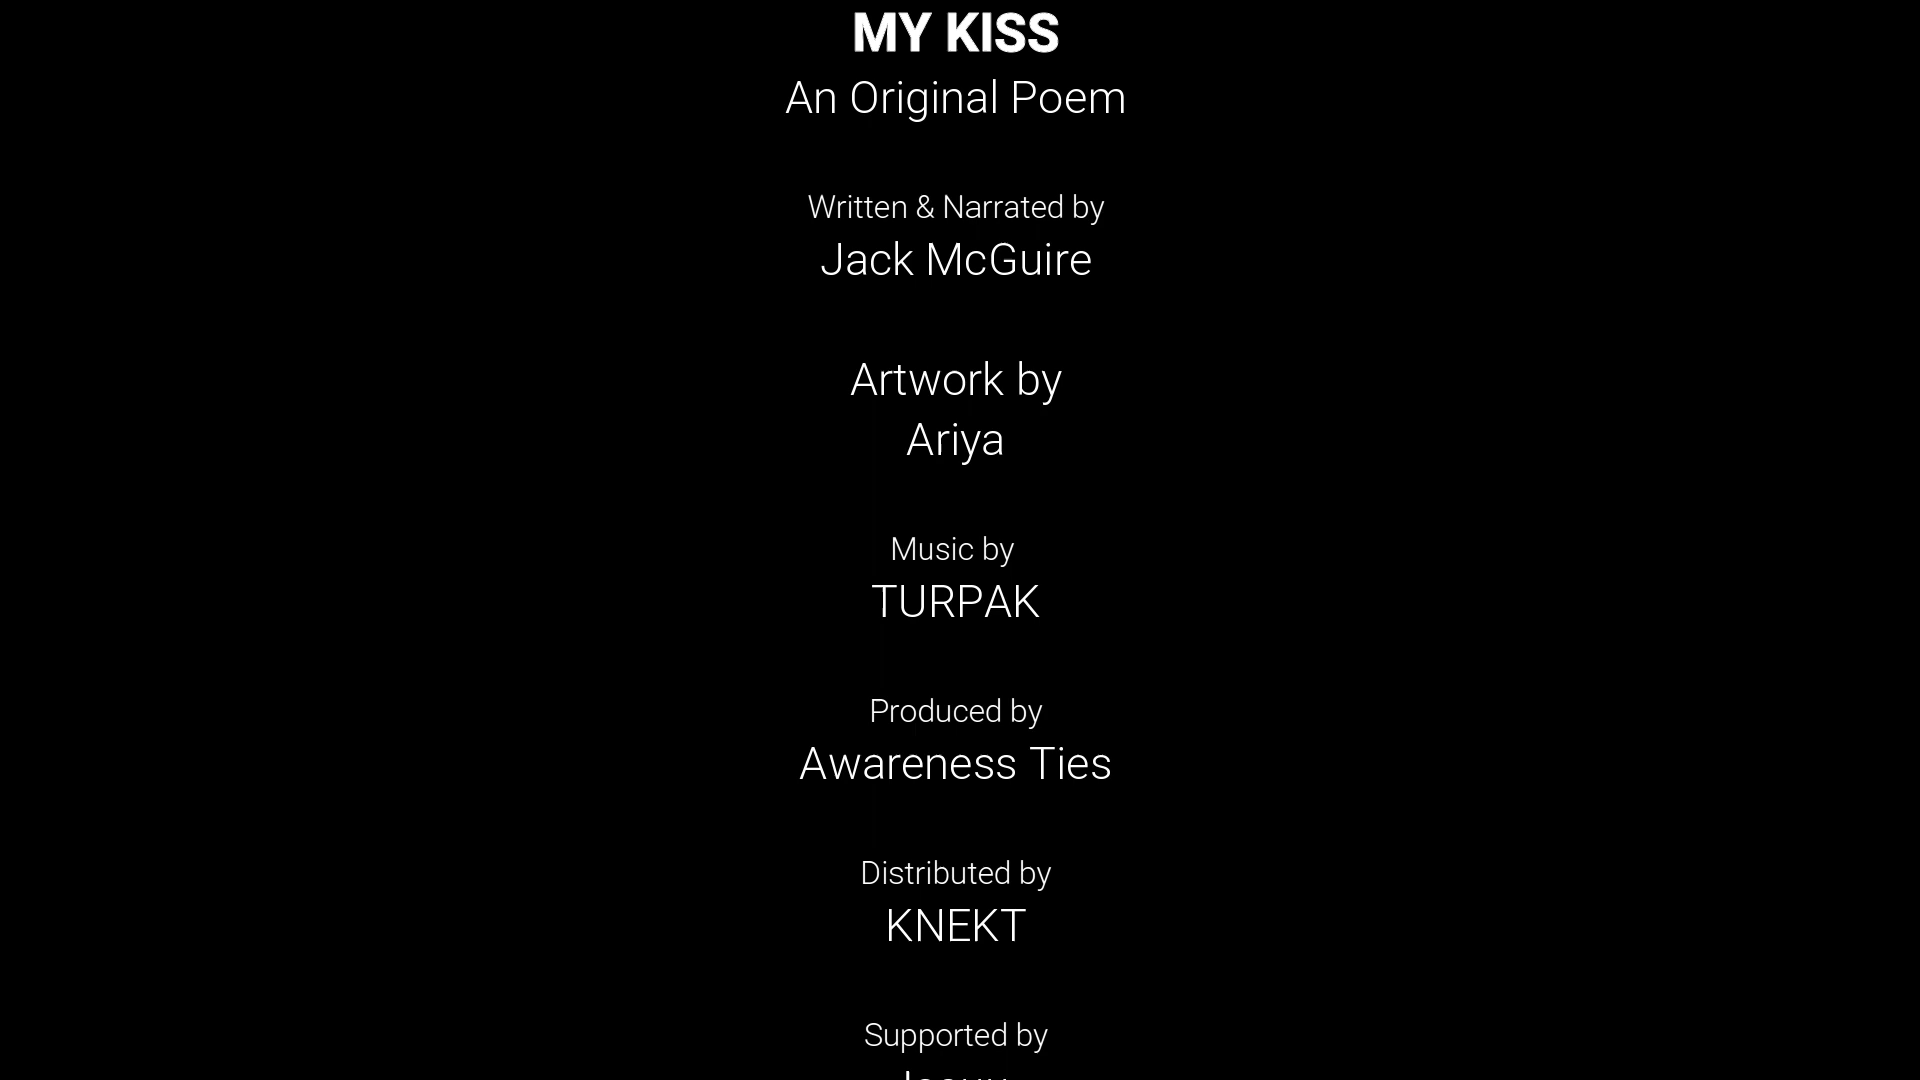 MY KISS
An Original Poem
Written & Narrated by
Jack McGuire
Artwork by
Ariya
Music by
TURPAK
Produced by
Awareness Ties
Distributed by
KNEKT
Supported by